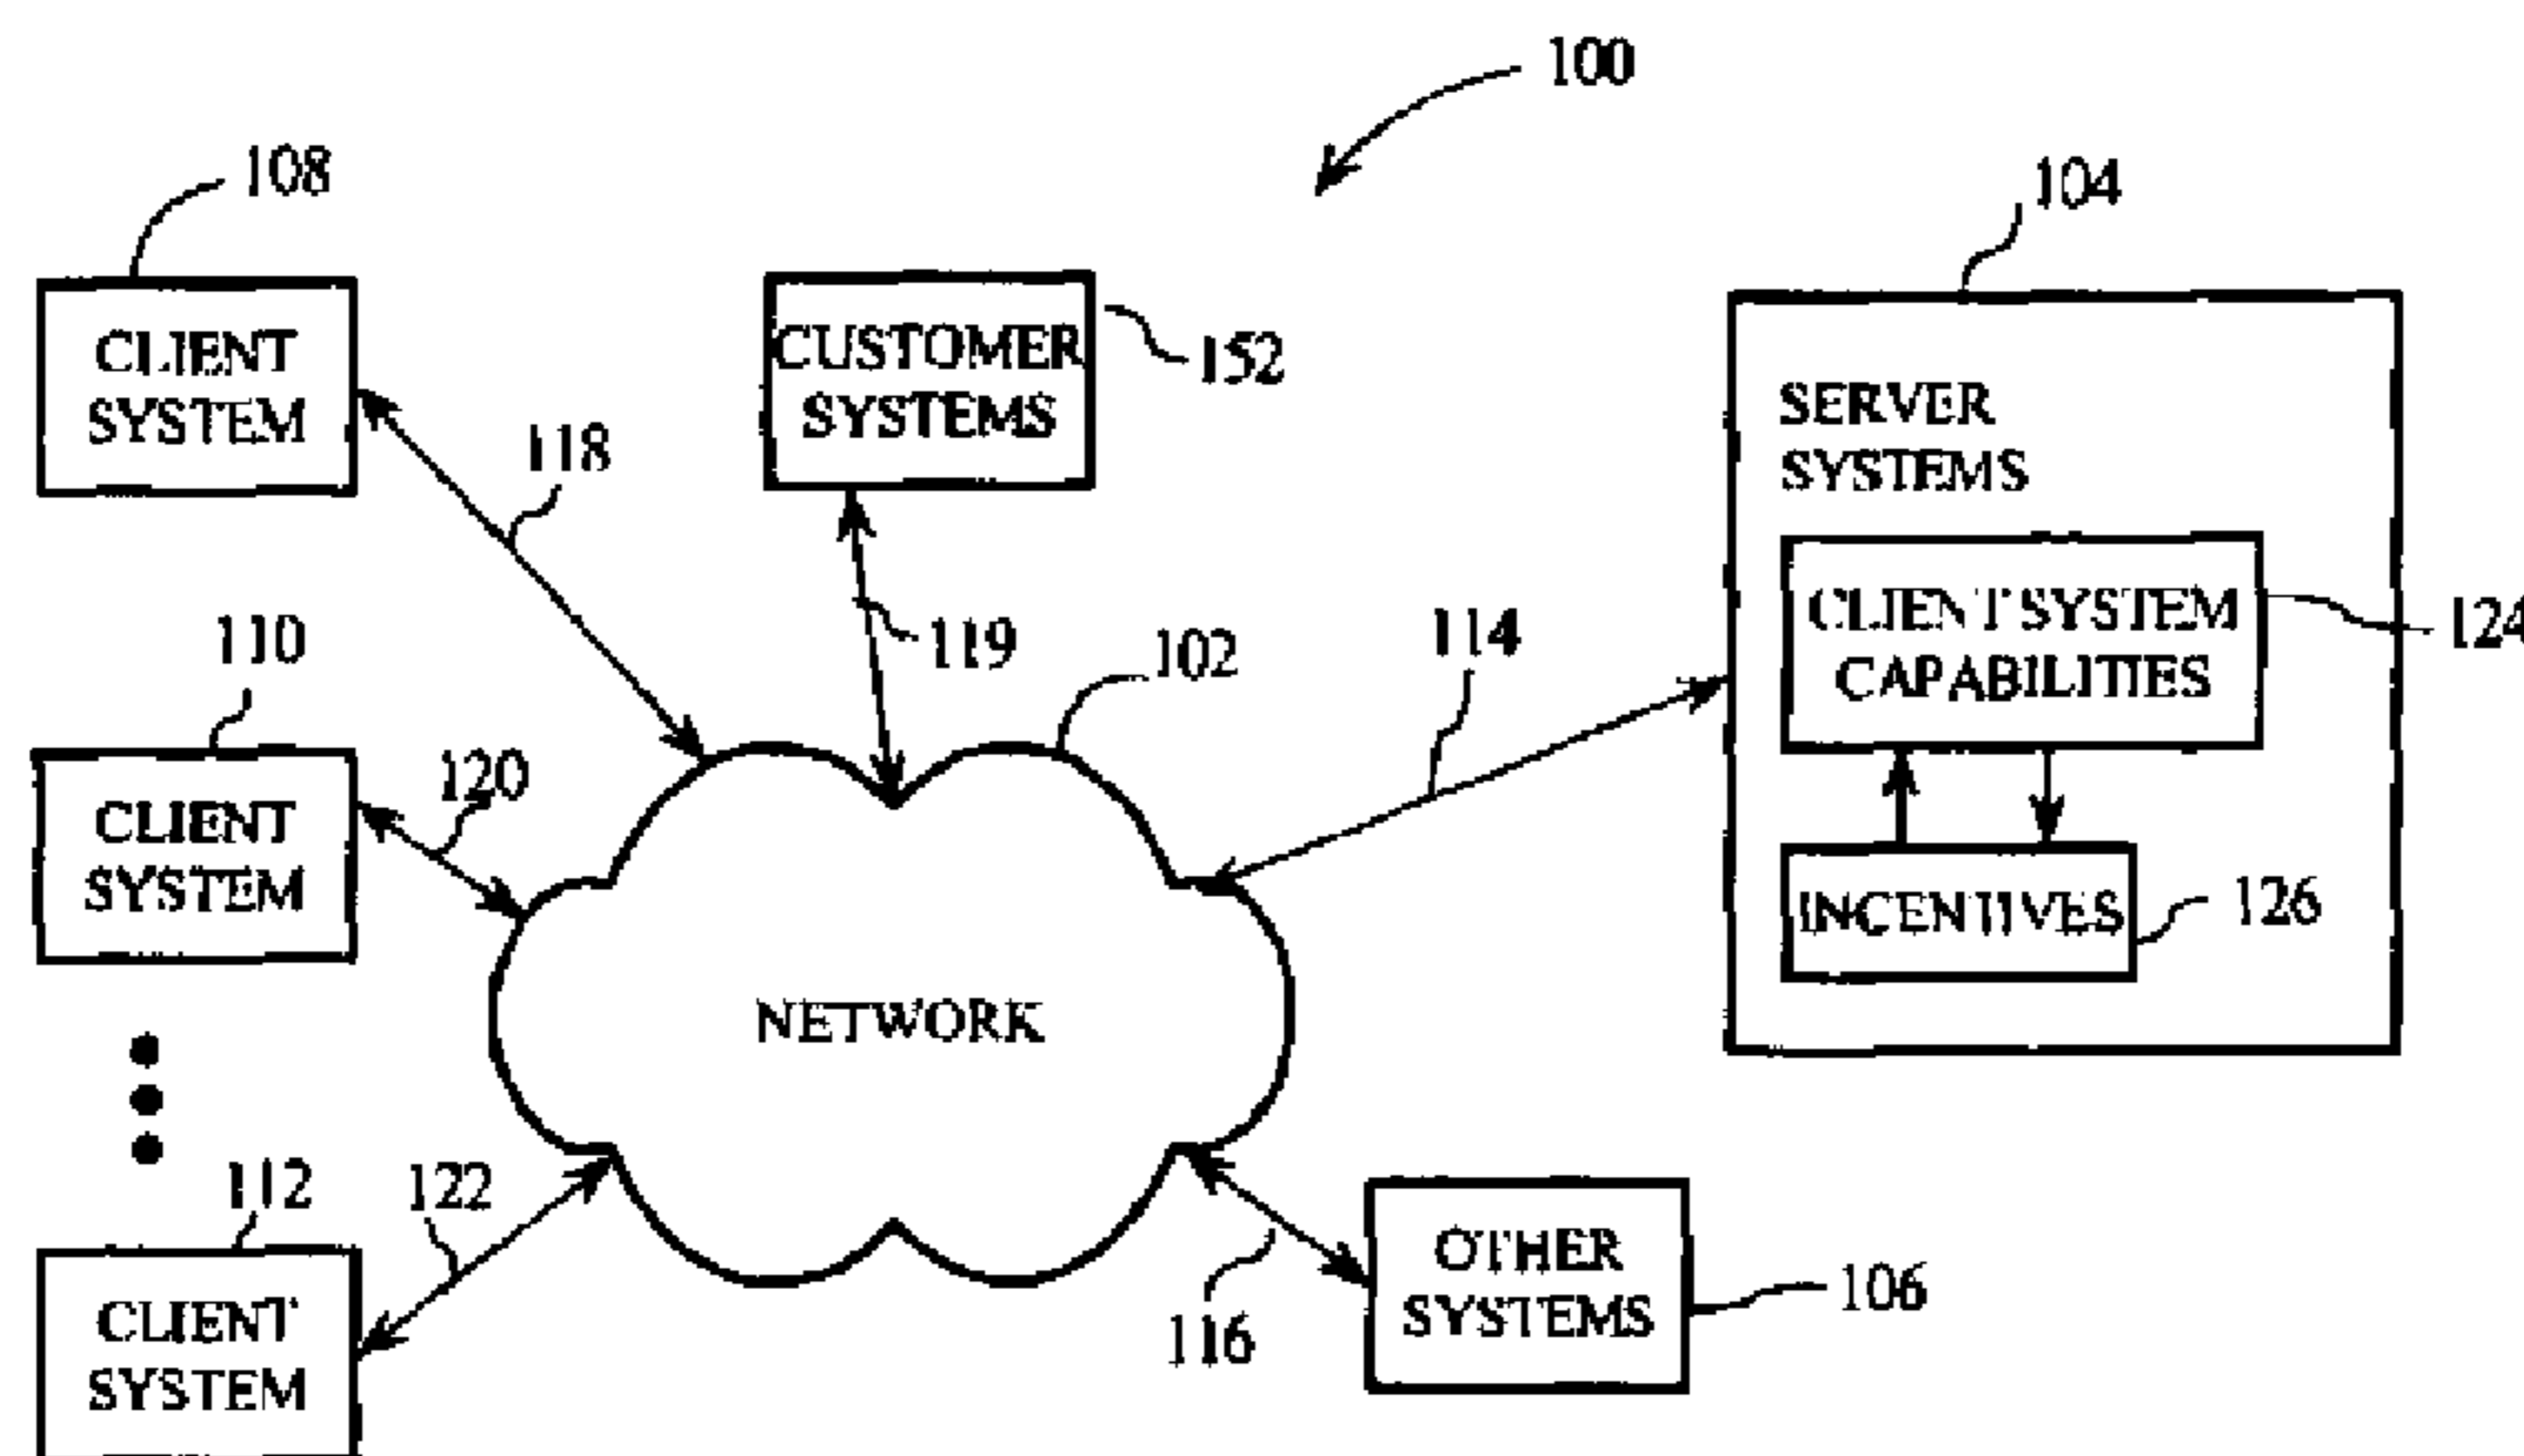 100
108
104
CLIENT
SYSTEM
CUSTOMER
SYSTEMS
152
118
SERVER
SYSTEMS
CLIENT SYSTEM
CAPABILITIES
124
110
119
102
114
120
CLIENT
SYSTEM
INCENTIVES
126
NETWORK
112
122
CLIENT
SYSTEM
116
OTHER
SYSTEMS
106